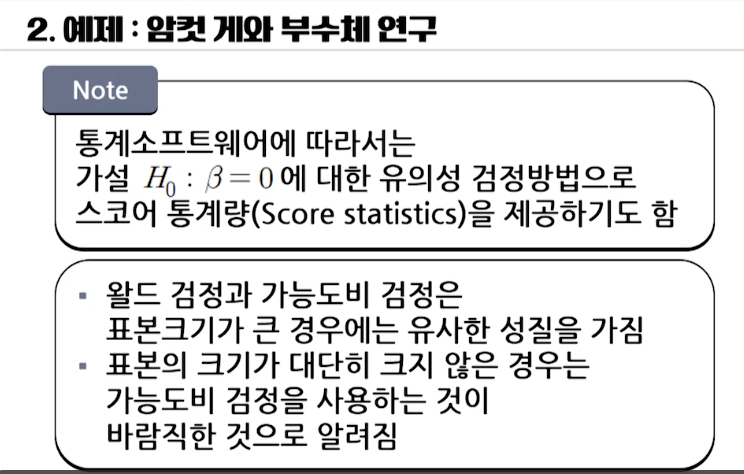 2. 예제 : 암컷 게와 부수체 연구
Note
통계소프트웨어에 따라서는
가설 H₀ : β = 0 에 대한 유의성 검정방법으로
스코어 통계량(Score statistics)을 제공하기도 함
▪ 왈드 검정과 가능도비 검정은
표본크기가 큰 경우에는 유사한 성질을 가짐
▪ 표본의 크기가 대단히 크지 않은 경우는
가능도비 검정을 사용하는 것이
바람직한 것으로 알려짐